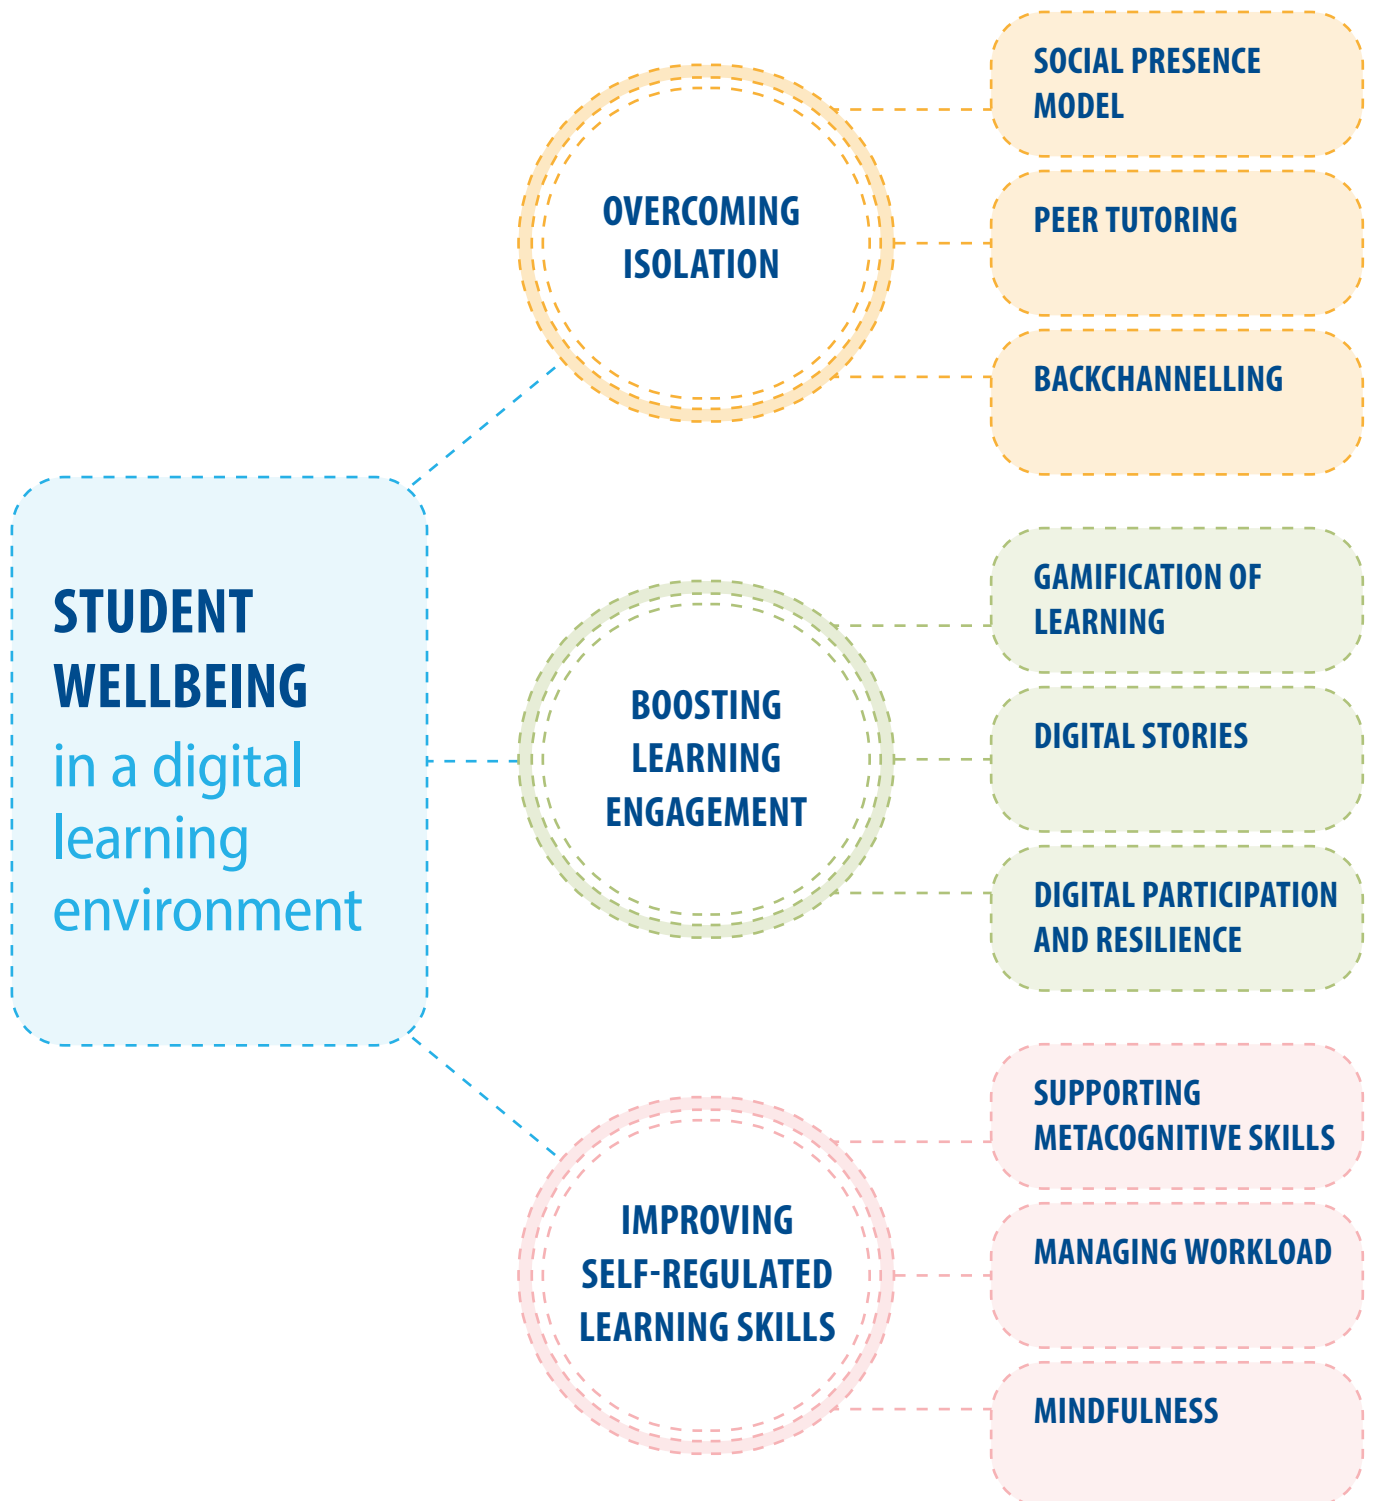 STUDENT
WELLBEING
in a digital
learning
environment
OVERCOMING
ISOLATION
SOCIAL PRESENCE
MODEL
PEER TUTORING
BACKCHANNELLING
BOOSTING
LEARNING
ENGAGEMENT
GAMIFICATION OF
LEARNING
DIGITAL STORIES
DIGITAL PARTICIPATION
AND RESILIENCE
IMPROVING
SELF-REGULATED
LEARNING SKILLS
SUPPORTING
METACOGNITIVE SKILLS
MANAGING WORKLOAD
MINDFULNESS